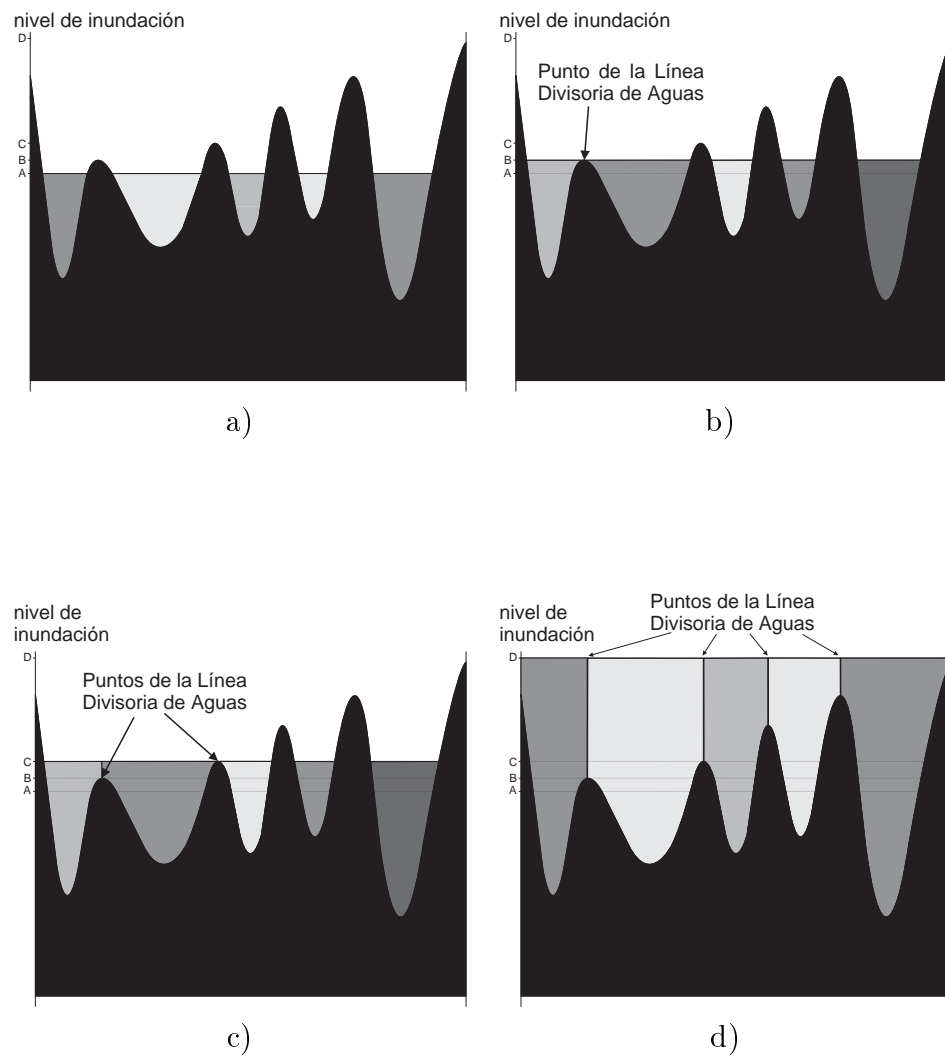 nivel de inundación
D
C
B
A
a)
nivel de inundación
D
Punto de la Línea
Divisoria de Aguas
C
B
A
b)
nivel de
inundación
D
Puntos de la Línea
Divisoria de Aguas
C
B
A
c)
nivel de
inundación
Puntos de la Línea
Divisoria de Aguas
D
C
B
A
d)